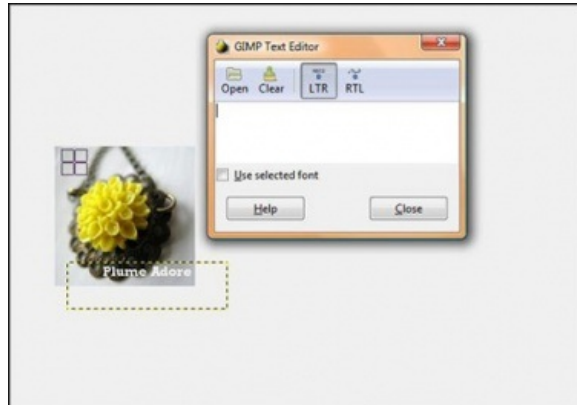 GIMP Text Editor
Open Clear LTR RTL
Use selected font
Help Close
Plume Adore